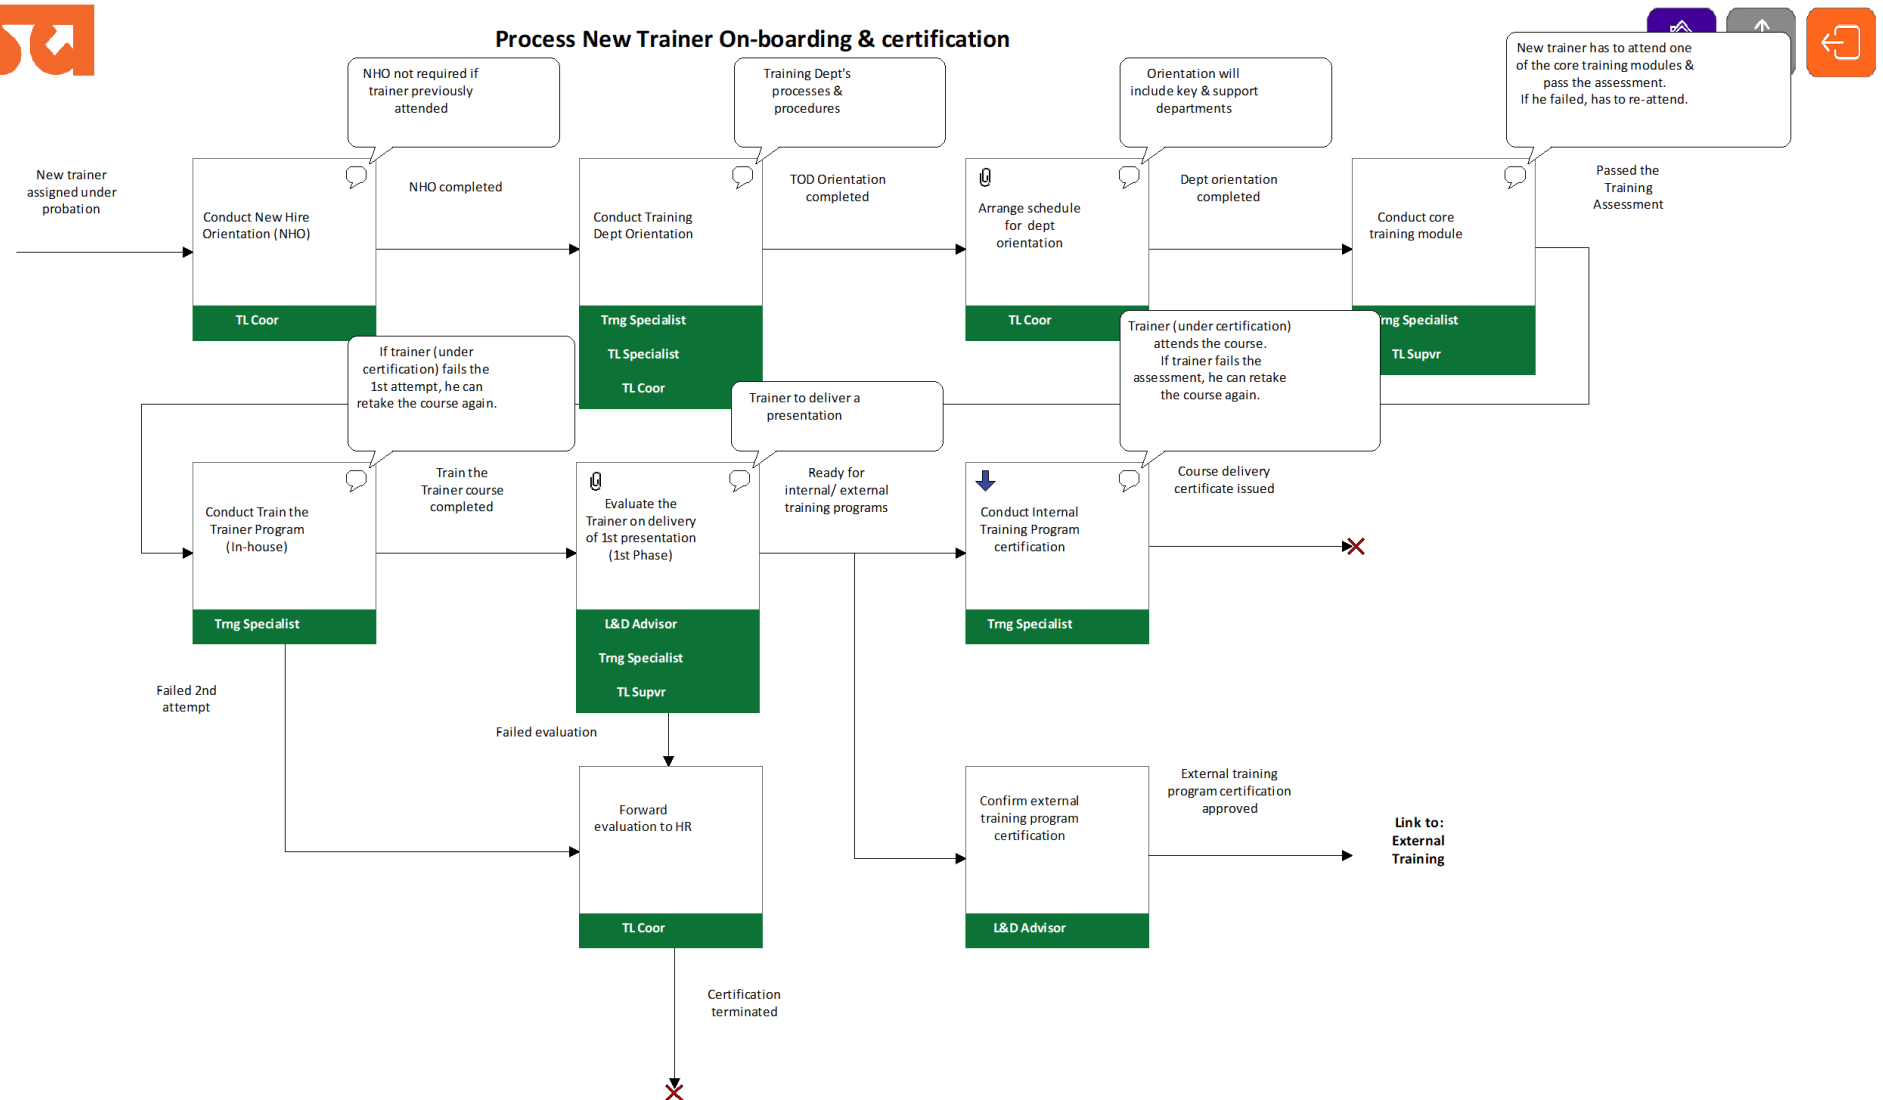 Process New Trainer On-boarding & certification
NHO not required if
trainer previously
attended
Training Dept's
processes &
procedures
Orientation will
include key & support
departments
New trainer has to attend one
of the core training modules &
pass the assessment.
If he failed, has to re-attend.
New trainer
assigned under
probation
Conduct New Hire
Orientation (NHO)
TL Coor
NHO completed
Conduct Training
Dept Orientation
Trng Specialist
TL Specialist
TL Coor
TOD Orientation
completed
Arrange schedule
for dept
orientation
TL Coor
Dept orientation
completed
Conduct core
training module
rng Specialist
TL Supvr
Passed the
Training
Assessment
If trainer (under
certification) fails the
1st attempt, he can
retake the course again.
Trainer to deliver a
presentation
Trainer (under certification)
attends the course.
If trainer fails the
assessment, he can retake
the course again.
Conduct Train the
Trainer Program
(In-house)
Trng Specialist
Train the
Trainer course
completed
Evaluate the
Trainer on delivery
of 1st presentation
(1st Phase)
L&D Advisor
Trng Specialist
TL Supvr
Ready for
internal/ external
training programs
Conduct Internal
Training Program
certification
Trng Specialist
Course delivery
certificate issued
Failed 2nd
attempt
Failed evaluation
Forward
evaluation to HR
TL Coor
Confirm external
training program
certification
L&D Advisor
External training
program certification
approved
Link to:
External
Training
Certification
terminated